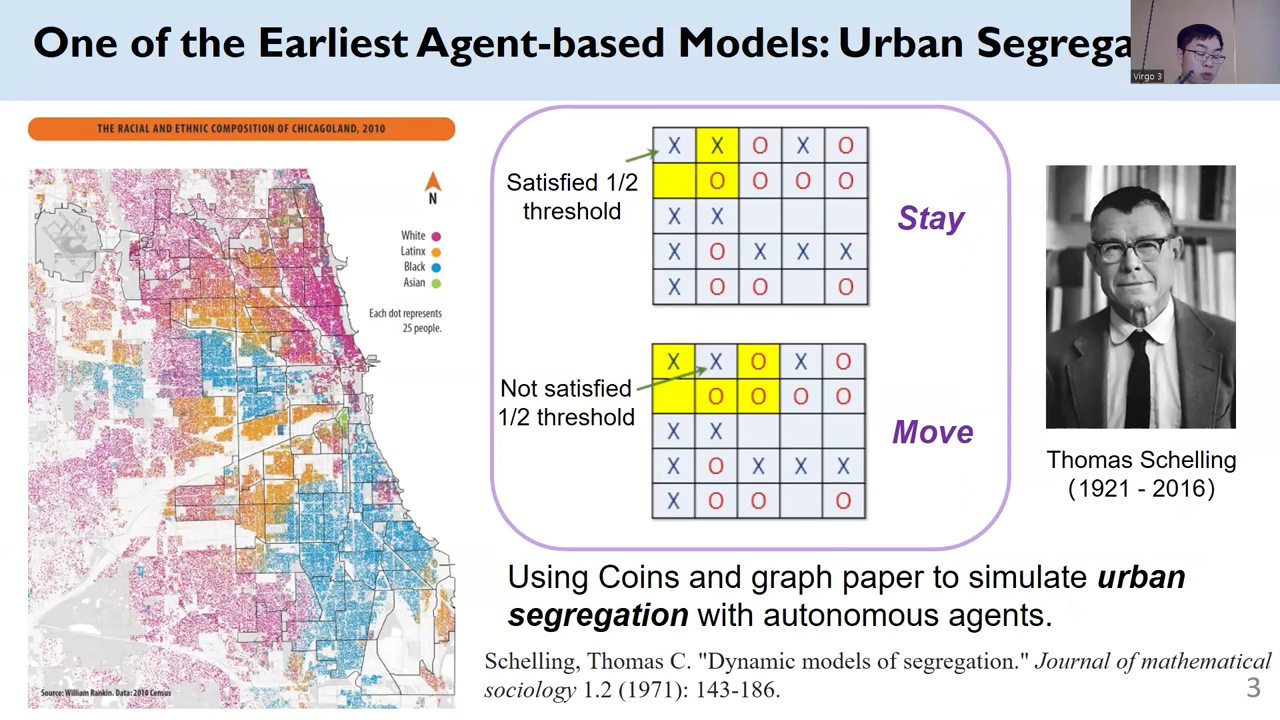 One of the Earliest Agent-based Models: Urban Segrega
Virgo 3
THE RACIAL AND ETHNIC COMPOSITION OF CHICAGOLAND, 2010
N
White
Latinx
Black
Asian
Each dot represents
25 people.
Source: William Rankin. Data: 2010 Census
Satisfied 1/2
threshold
X X O X O
O O O O
X X
X O X X X
X O O O
Stay
Not satisfied
1/2 threshold
X X O X O
O O O O
X X
X O X X X
X O O O
Move
Thomas Schelling
(1921 - 2016)
Using Coins and graph paper to simulate urban
segregation with autonomous agents.
Schelling, Thomas C. "Dynamic models of segregation." Journal of mathematical
sociology 1.2 (1971): 143-186.
3